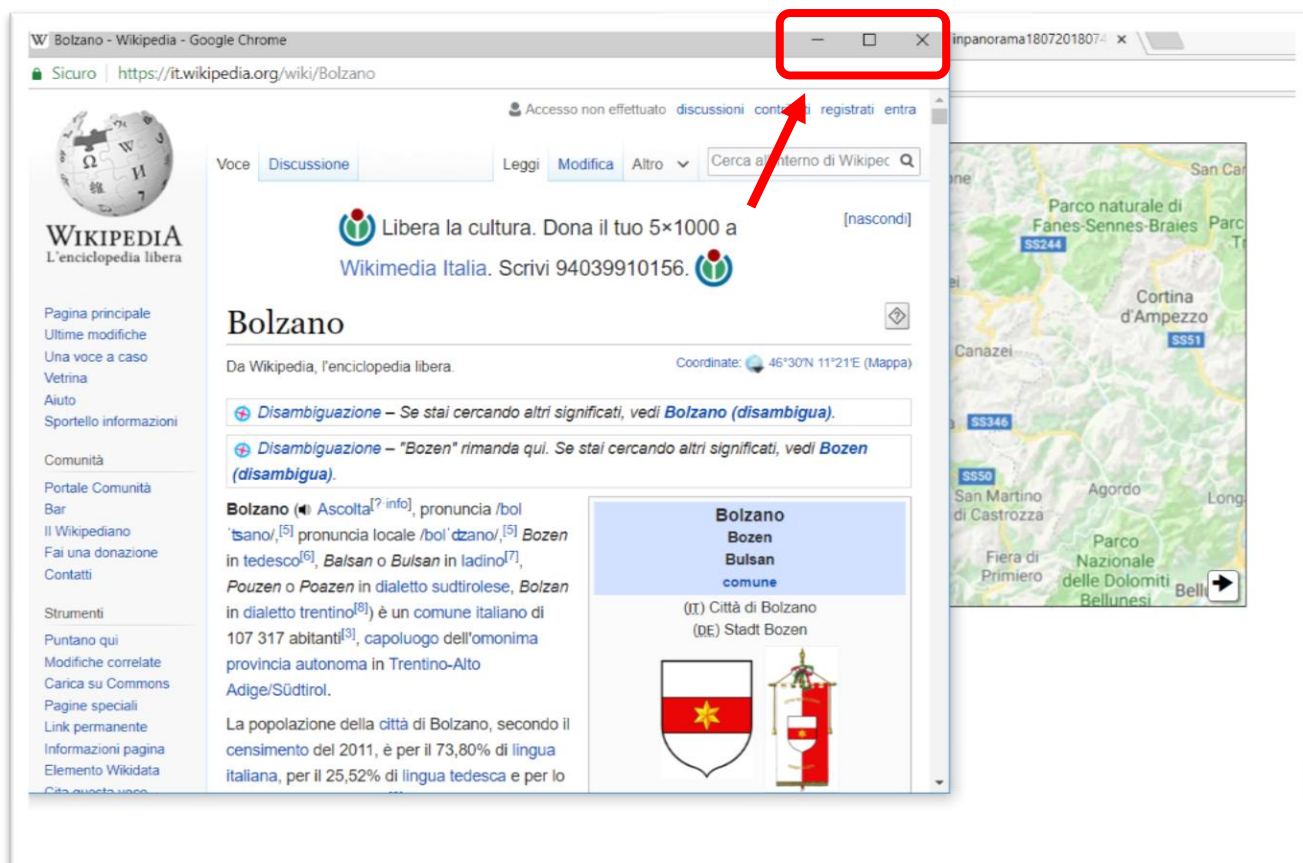 Bolzano - Wikipedia - Google Chrome
inpanorama18072018074
Sicuro https://it.wikipedia.org/wiki/Bolzano
Accesso non effettuato discussioni registrati entra
Voce Discussione Leggi Modifica Altro Cerca all'interno di Wikipec
WIKIPEDIA
L'enciclopedia libera
Libera la cultura. Dona il tuo 5×1000 a
Wikimedia Italia. Scrivi 94039910156.
[nascondi]
Pagina principale
Ultime modifiche
Una voce a caso
Vetrina
Aiuto
Sportello informazioni
Comunità
Portale Comunità
Bar
Il Wikipediano
Fai una donazione
Contatti
Strumenti
Puntano qui
Modifiche correlate
Carica su Commons
Pagine speciali
Link permanente
Informazioni pagina
Elemento Wikidata
Cita questa voce
Bolzano
Da Wikipedia, l'enciclopedia libera.
Coordinate: 46°30′N 11°21′E (Mappa)
Disambiguazione – Se stai cercando altri significati, vedi Bolzano (disambigua).
Disambiguazione – "Bozen" rimanda qui. Se stai cercando altri significati, vedi Bozen
(disambigua).
Bolzano ( Ascolta[? · info], pronuncia /bol
ˈtsano/,[5] pronuncia locale /bolˈdzano/,[5] Bozen
in tedesco[6], Balsan o Bulsan in ladino[7],
Pouzen o Poazen in dialetto sudtirolese, Bolzan
in dialetto trentino[8]) è un comune italiano di
107 317 abitanti[3], capoluogo dell'omonima
provincia autonoma in Trentino-Alto
Adige/Südtirol.
La popolazione della città di Bolzano, secondo il
censimento del 2011, è per il 73,80% di lingua
italiana, per il 25,52% di lingua tedesca e per lo
Bolzano
Bozen
Bulsan
comune
(IT) Città di Bolzano
(DE) Stadt Bozen
San Car
Parco naturale di
Fanes-Sennes-Braies
Parc
SS244
Cortina
d'Ampezzo
SS51
Canazei
SS346
SS50
San Martino
di Castrozza
Agordo
Long
Fiera di
Primiero
Parco
Nazionale
delle Dolomiti
Bellunesi
Bell